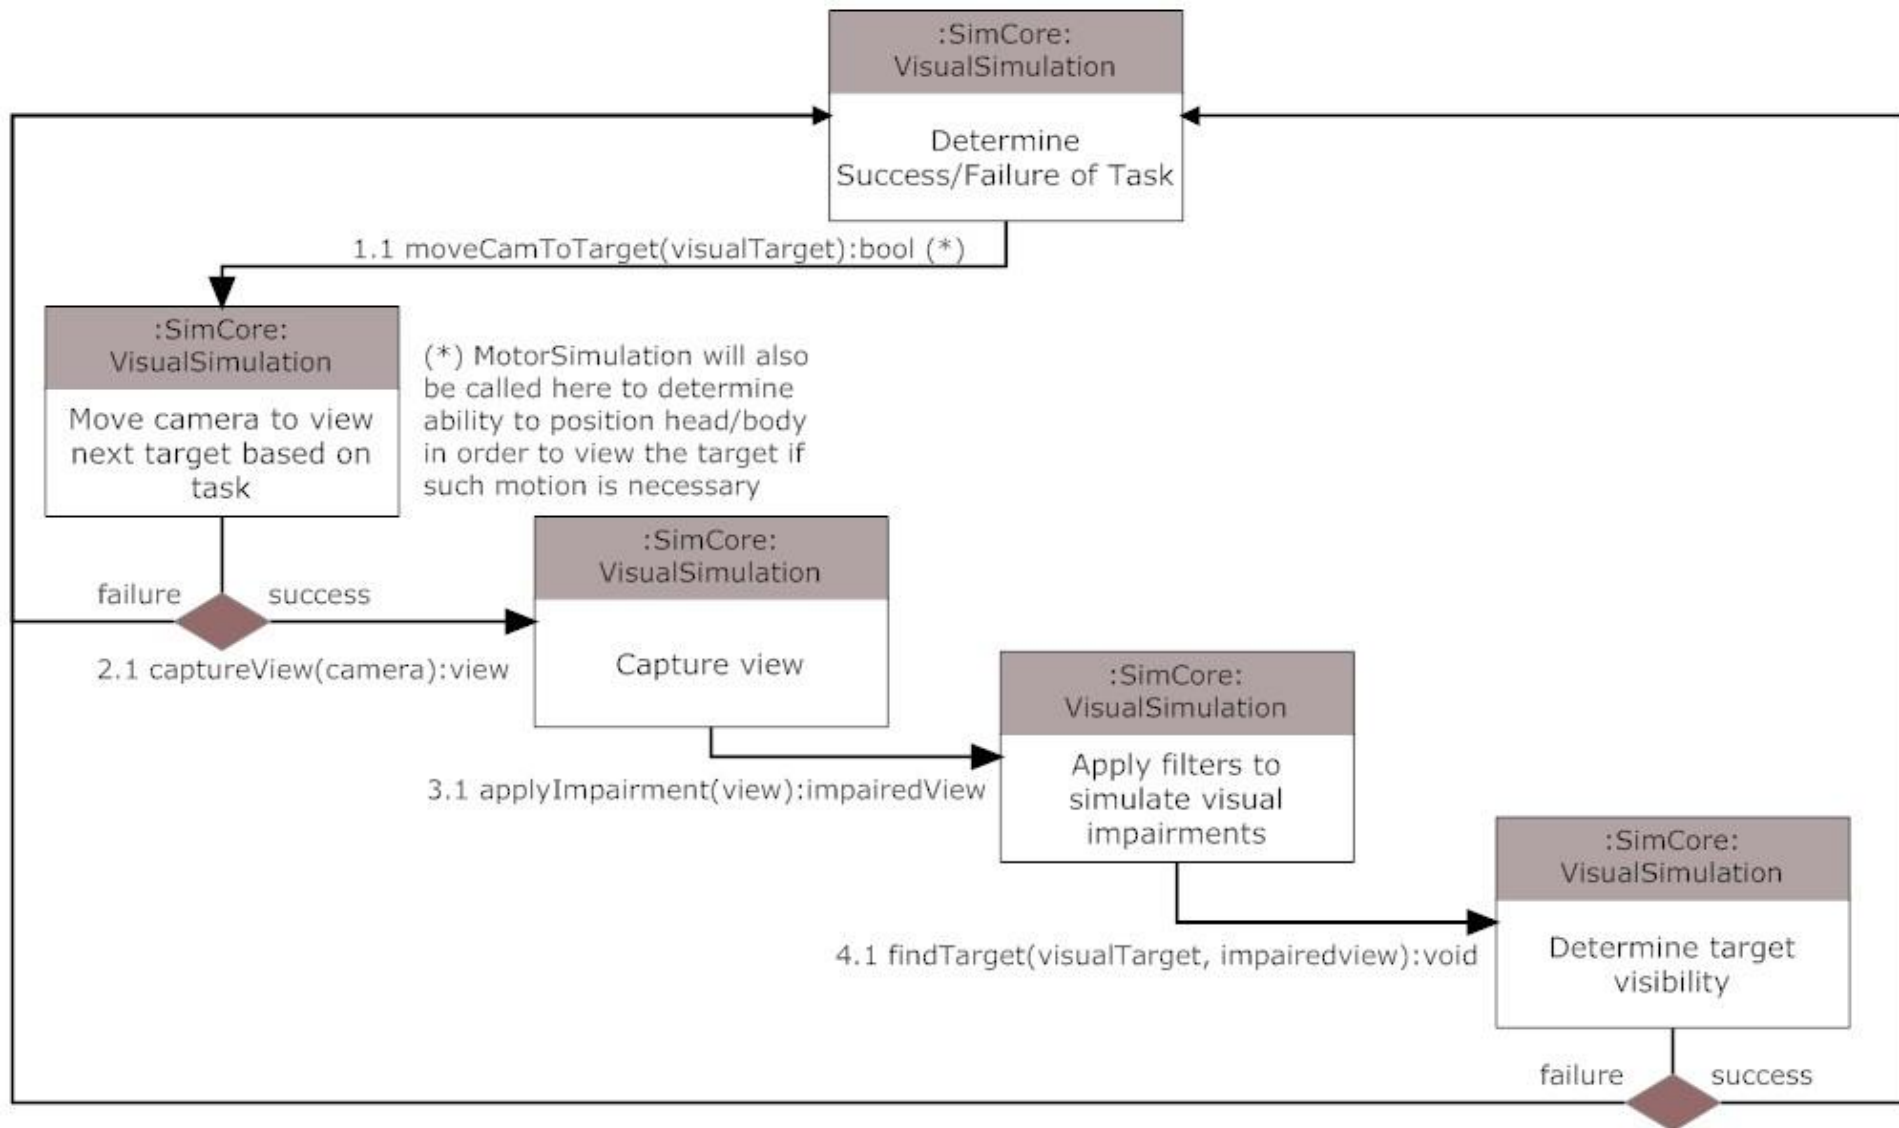 :SimCore:
VisualSimulation
Determine
Success/Failure of Task
1.1 moveCamToTarget(visualTarget):bool (*)
:SimCore:
VisualSimulation
Move camera to view
next target based on
task
(*) MotorSimulation will also
be called here to determine
ability to position head/body
in order to view the target if
such motion is necessary
failure
success
2.1 captureView(camera):view
:SimCore:
VisualSimulation
Capture view
3.1 applyImpairment(view):impairedView
:SimCore:
VisualSimulation
Apply filters to
simulate visual
impairments
4.1 findTarget(visualTarget, impairedview):void
:SimCore:
VisualSimulation
Determine target
visibility
failure
success